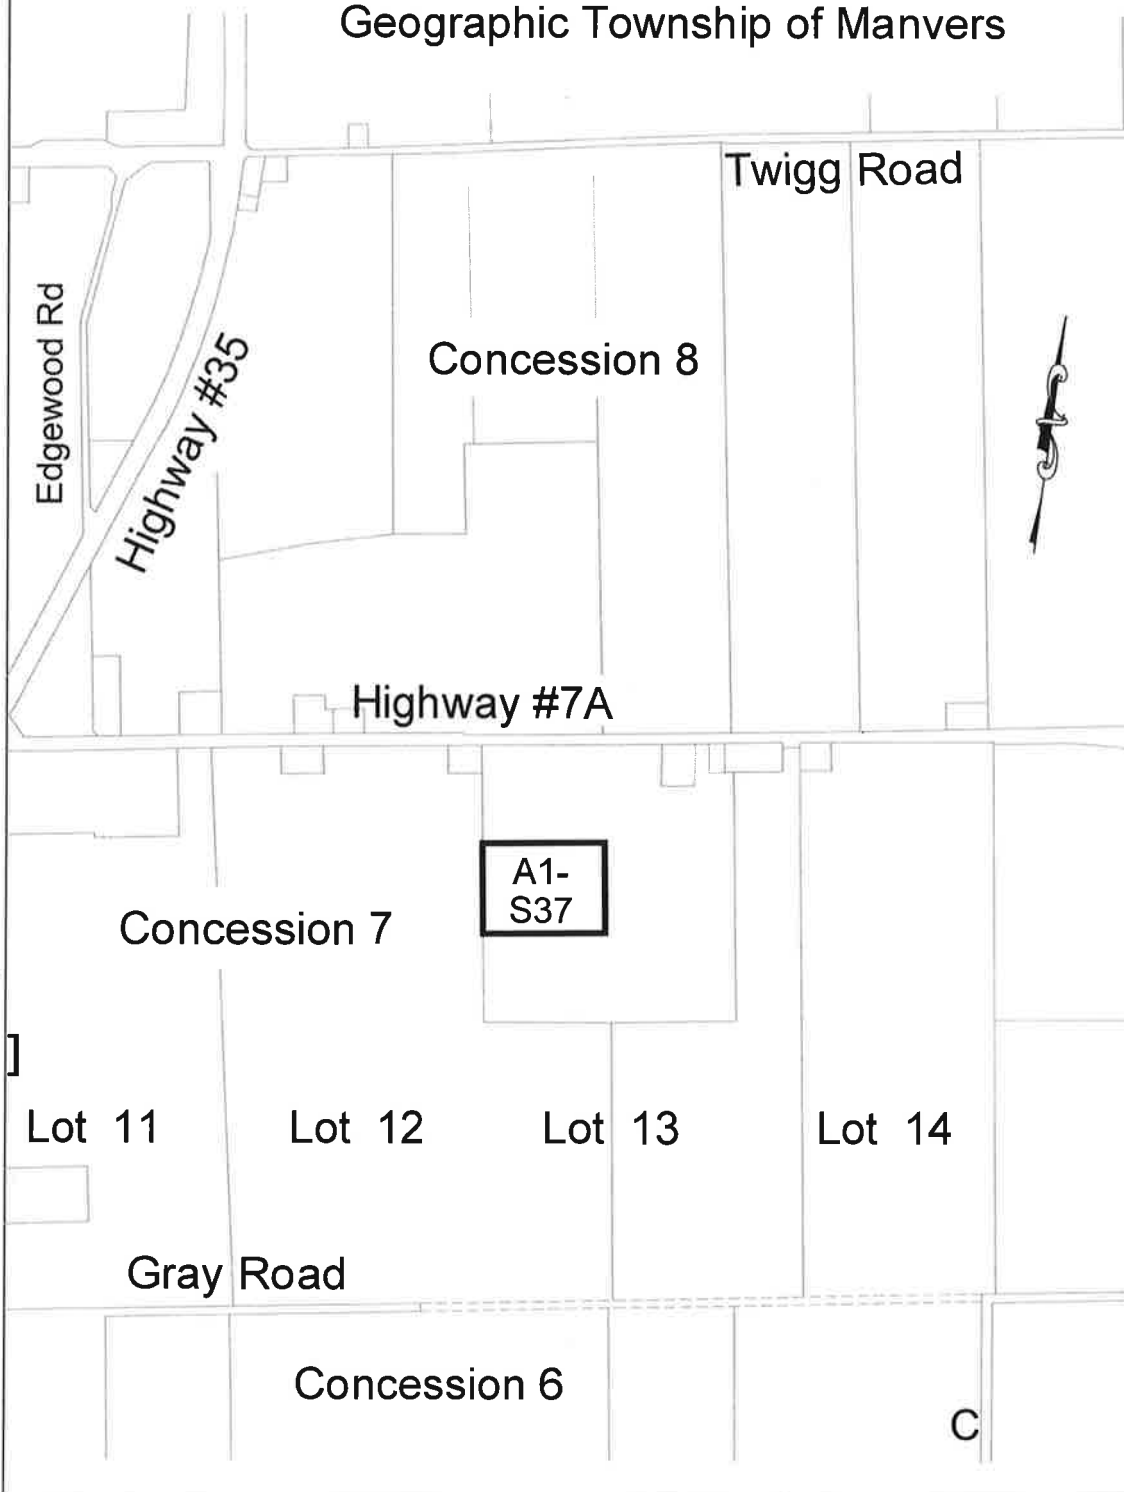 Geographic Township of Manvers
Twigg Road
Edgewood Rd
Highway #35
Concession 8
Highway #7A
A1-
S37
Concession 7
]
Lot 11
Lot 12
Lot 13
Lot 14
Gray Road
Concession 6
C